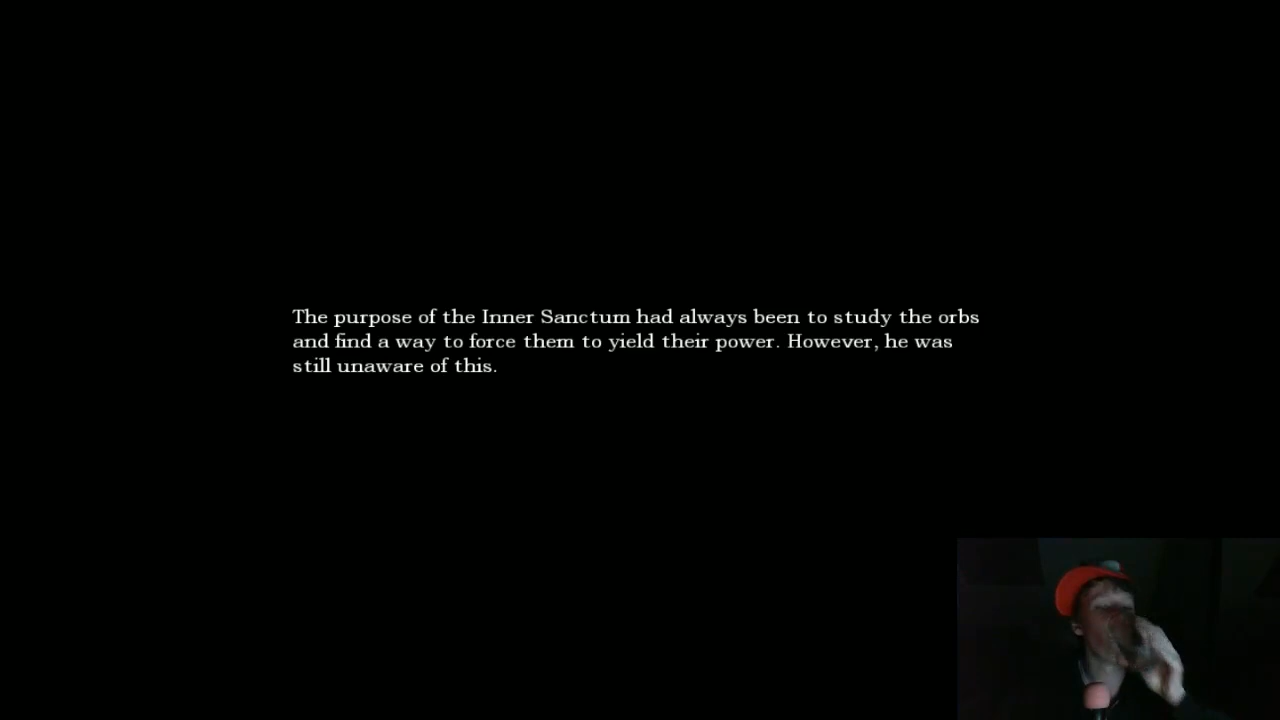 The purpose of the Inner Sanctum had always been to study the orbs
and find a way to force them to yield their power. However, he was
still unaware of this.